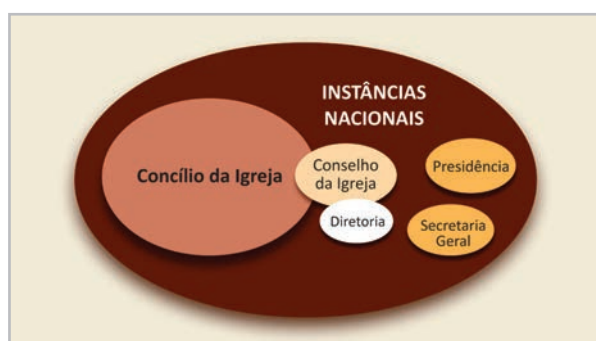 INSTÂNCIAS
NACIONAIS
Concílio da Igreja
Conselho
da Igreja
Diretoria
Presidência
Secretaria
Geral